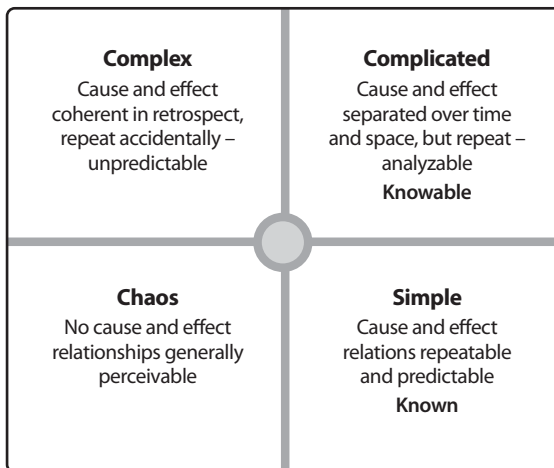 Complex
Cause and effect
coherent in retrospect,
repeat accidentally –
unpredictable
Complicated
Cause and effect
separated over time
and space, but repeat –
analyzable
Knowable
Chaos
No cause and effect
relationships generally
perceivable
Simple
Cause and effect
relations repeatable
and predictable
Known